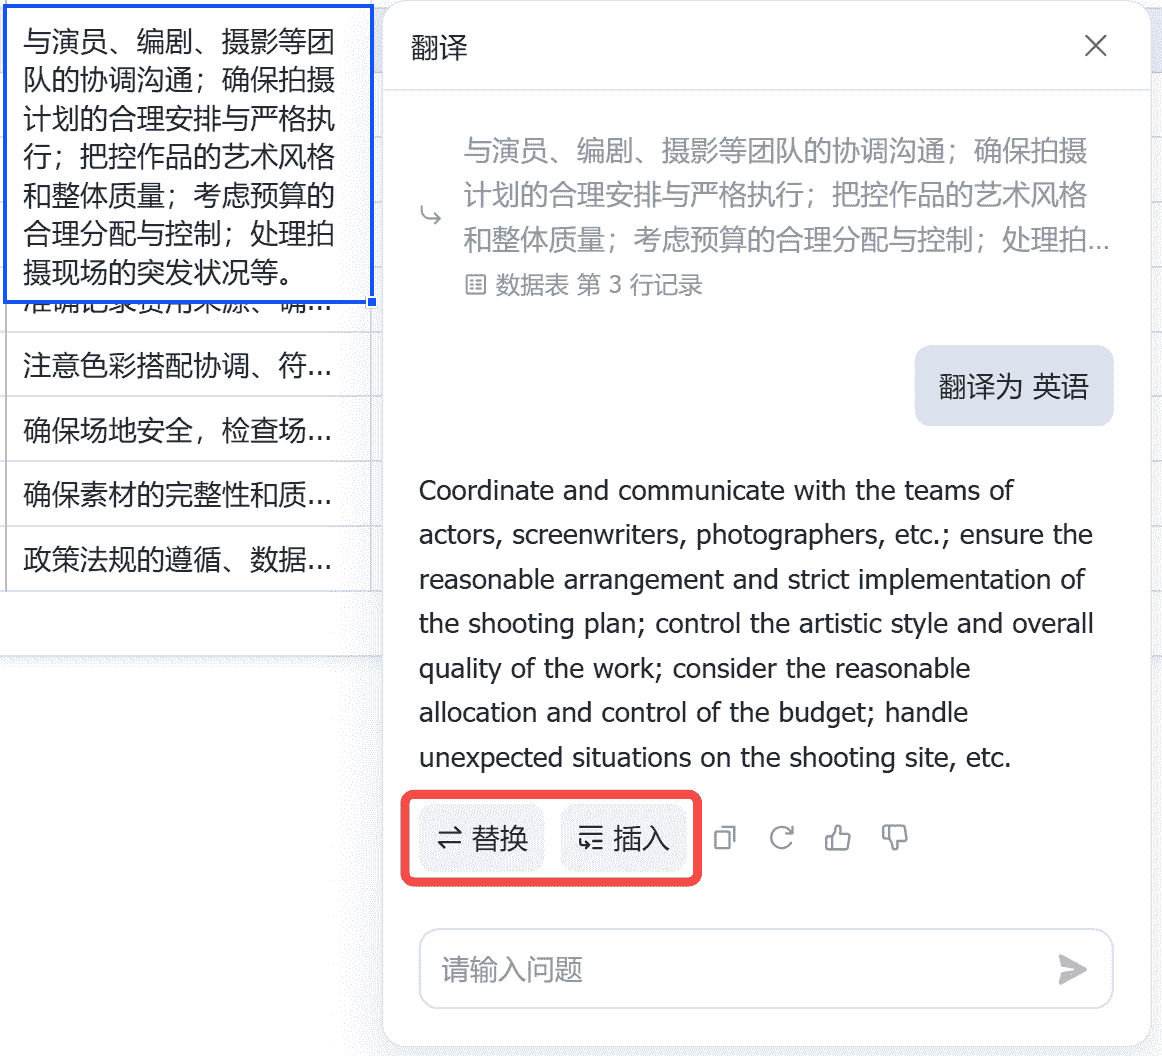 与演员、编剧、摄影等团
队的协调沟通；确保拍摄
计划的合理安排与严格执
行；把控作品的艺术风格
和整体质量；考虑预算的
合理分配与控制；处理拍
摄现场的突发状况等。
注意色彩搭配协调、符...
确保场地安全，检查场...
确保素材的完整性和质...
政策法规的遵循、数据...
翻译
与演员、编剧、摄影等团队的协调沟通；确保拍摄
计划的合理安排与严格执行；把控作品的艺术风格
和整体质量；考虑预算的合理分配与控制；处理拍...
数据表 第 3 行记录
翻译为 英语
Coordinate and communicate with the teams of
actors, screenwriters, photographers, etc.; ensure the
reasonable arrangement and strict implementation of
the shooting plan; control the artistic style and overall
quality of the work; consider the reasonable
allocation and control of the budget; handle
unexpected situations on the shooting site, etc.
替换 插入
请输入问题